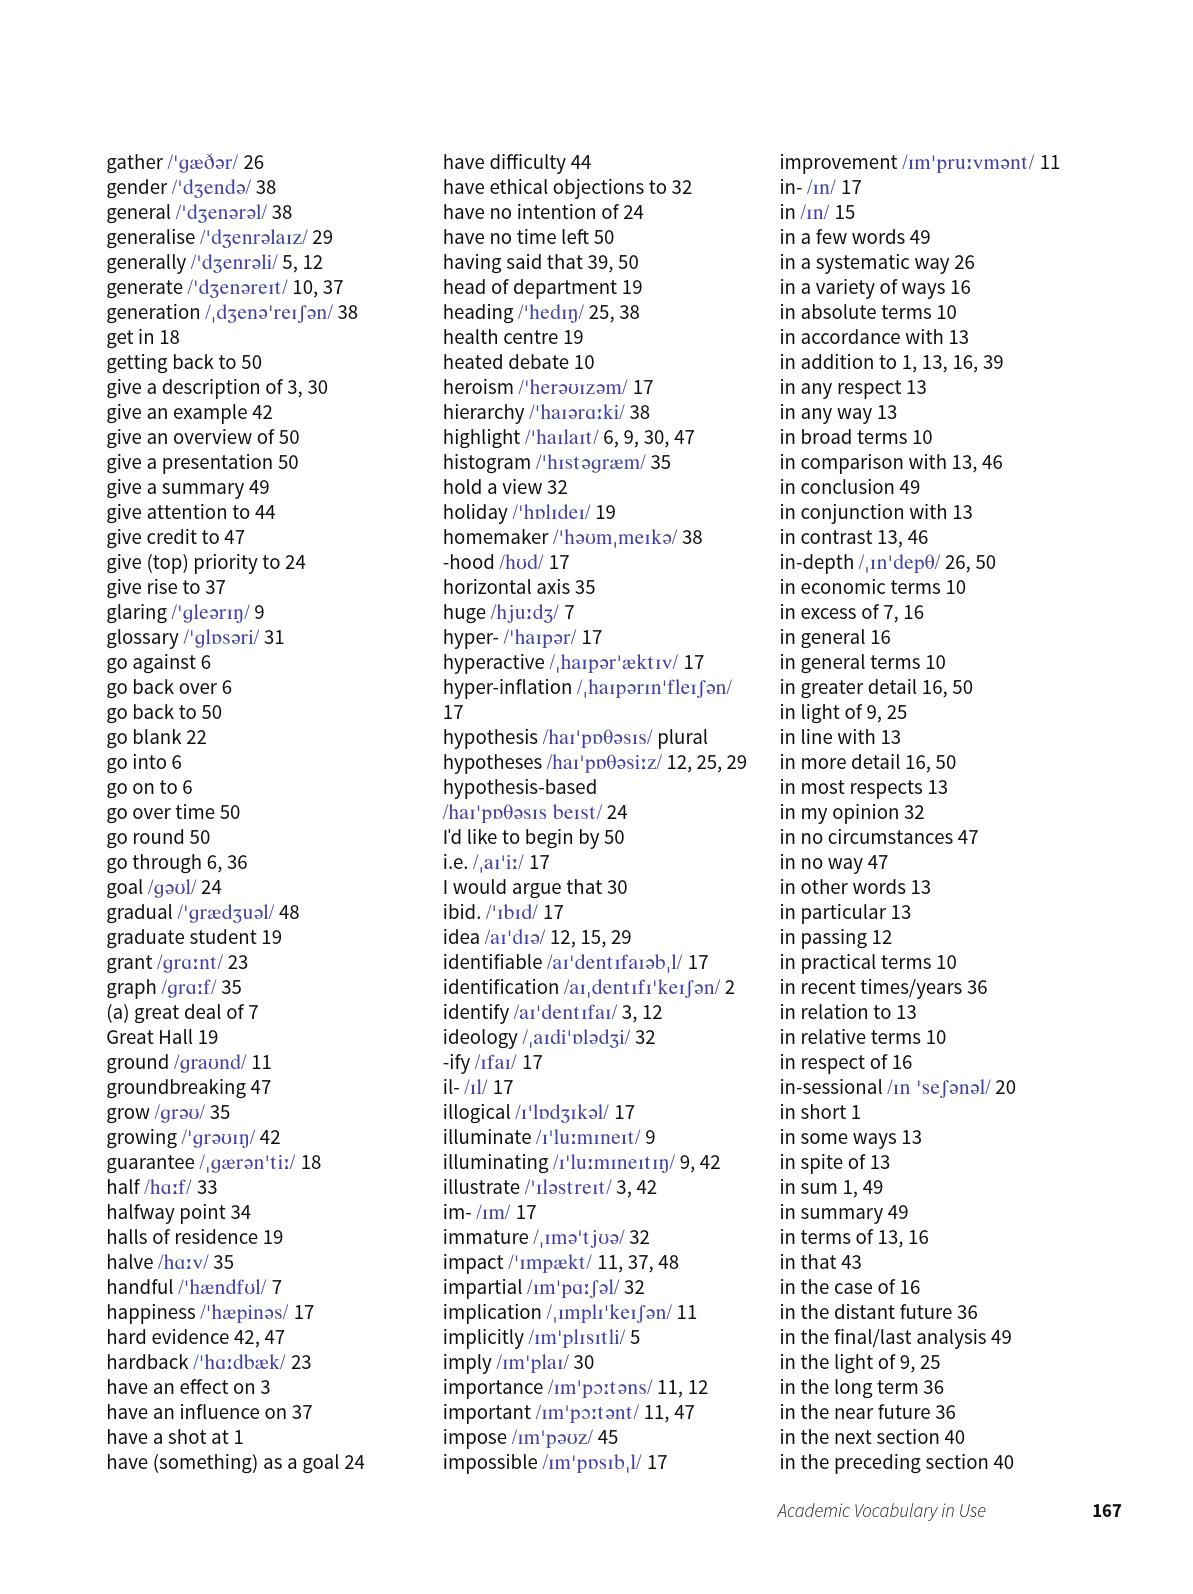 gather /ˈɡæðər/ 26
gender /ˈdʒendə/ 38
general /ˈdʒenərəl/ 38
generalise /ˈdʒenrəlaɪz/ 29
generally /ˈdʒenrəli/ 5, 12
generate /ˈdʒenəreɪt/ 10, 37
generation /ˌdʒenəˈreɪʃən/ 38
get in 18
getting back to 50
give a description of 3, 30
give an example 42
give an overview of 50
give a presentation 50
give a summary 49
give attention to 44
give credit to 47
give (top) priority to 24
give rise to 37
glaring /ˈɡleərɪŋ/ 9
glossary /ˈɡlɒsəri/ 31
go against 6
go back over 6
go back to 50
go blank 22
go into 6
go on to 6
go over time 50
go round 50
go through 6, 36
goal /ɡəʊl/ 24
gradual /ˈɡrædʒuəl/ 48
graduate student 19
grant /ɡrɑːnt/ 23
graph /ɡrɑːf/ 35
(a) great deal of 7
Great Hall 19
ground /ɡraʊnd/ 11
groundbreaking 47
grow /ɡrəʊ/ 35
growing /ˈɡrəʊɪŋ/ 42
guarantee /ˌɡærənˈtiː/ 18
half /hɑːf/ 33
halfway point 34
halls of residence 19
halve /hɑːv/ 35
handful /ˈhændfʊl/ 7
happiness /ˈhæpinəs/ 17
hard evidence 42, 47
hardback /ˈhɑːdbæk/ 23
have an effect on 3
have an influence on 37
have a shot at 1
have (something) as a goal 24
have difficulty 44
have ethical objections to 32
have no intention of 24
have no time left 50
having said that 39, 50
head of department 19
heading /ˈhedɪŋ/ 25, 38
health centre 19
heated debate 10
heroism /ˈherəʊɪzəm/ 17
hierarchy /ˈhaɪərɑːki/ 38
highlight /ˈhaɪlaɪt/ 6, 9, 30, 47
histogram /ˈhɪstəɡræm/ 35
hold a view 32
holiday /ˈhɒlɪdeɪ/ 19
homemaker /ˈhəʊmˌmeɪkə/ 38
-hood /hʊd/ 17
horizontal axis 35
huge /hjuːdʒ/ 7
hyper- /ˈhaɪpər/ 17
hyperactive /ˌhaɪpərˈæktɪv/ 17
hyper-inflation /ˌhaɪpərɪnˈfleɪʃən/
17
hypothesis /haɪˈpɒθəsɪs/ plural
hypotheses /haɪˈpɒθəsiːz/ 12, 25, 29
hypothesis-based
/haɪˈpɒθəsɪs beɪst/ 24
I'd like to begin by 50
i.e. /ˌaɪˈiː/ 17
I would argue that 30
ibid. /ˈɪbɪd/ 17
idea /aɪˈdɪə/ 12, 15, 29
identifiable /aɪˈdentɪfaɪəbˌl/ 17
identification /aɪˌdentɪfɪˈkeɪʃən/ 2
identify /aɪˈdentɪfaɪ/ 3, 12
ideology /ˌaɪdiˈɒlədʒi/ 32
-ify /ɪfaɪ/ 17
il- /ɪl/ 17
illogical /ɪˈlɒdʒɪkəl/ 17
illuminate /ɪˈluːmɪneɪt/ 9
illuminating /ɪˈluːmɪneɪtɪŋ/ 9, 42
illustrate /ˈɪləstreɪt/ 3, 42
im- /ɪm/ 17
immature /ˌɪməˈtjʊə/ 32
impact /ˈɪmpækt/ 11, 37, 48
impartial /ɪmˈpɑːʃəl/ 32
implication /ˌɪmplɪˈkeɪʃən/ 11
implicitly /ɪmˈplɪsɪtli/ 5
imply /ɪmˈplaɪ/ 30
importance /ɪmˈpɔːtəns/ 11, 12
important /ɪmˈpɔːtənt/ 11, 47
impose /ɪmˈpəʊz/ 45
impossible /ɪmˈpɒsɪbˌl/ 17
improvement /ɪmˈpruːvmənt/ 11
in- /ɪn/ 17
in /ɪn/ 15
in a few words 49
in a systematic way 26
in a variety of ways 16
in absolute terms 10
in accordance with 13
in addition to 1, 13, 16, 39
in any respect 13
in any way 13
in broad terms 10
in comparison with 13, 46
in conclusion 49
in conjunction with 13
in contrast 13, 46
in-depth /ˌɪnˈdepθ/ 26, 50
in economic terms 10
in excess of 7, 16
in general 16
in general terms 10
in greater detail 16, 50
in light of 9, 25
in line with 13
in more detail 16, 50
in most respects 13
in my opinion 32
in no circumstances 47
in no way 47
in other words 13
in particular 13
in passing 12
in practical terms 10
in recent times/years 36
in relation to 13
in relative terms 10
in respect of 16
in-sessional /ɪn ˈseʃənəl/ 20
in short 1
in some ways 13
in spite of 13
in sum 1, 49
in summary 49
in terms of 13, 16
in that 43
in the case of 16
in the distant future 36
in the final/last analysis 49
in the light of 9, 25
in the long term 36
in the near future 36
in the next section 40
in the preceding section 40
Academic Vocabulary in Use 167